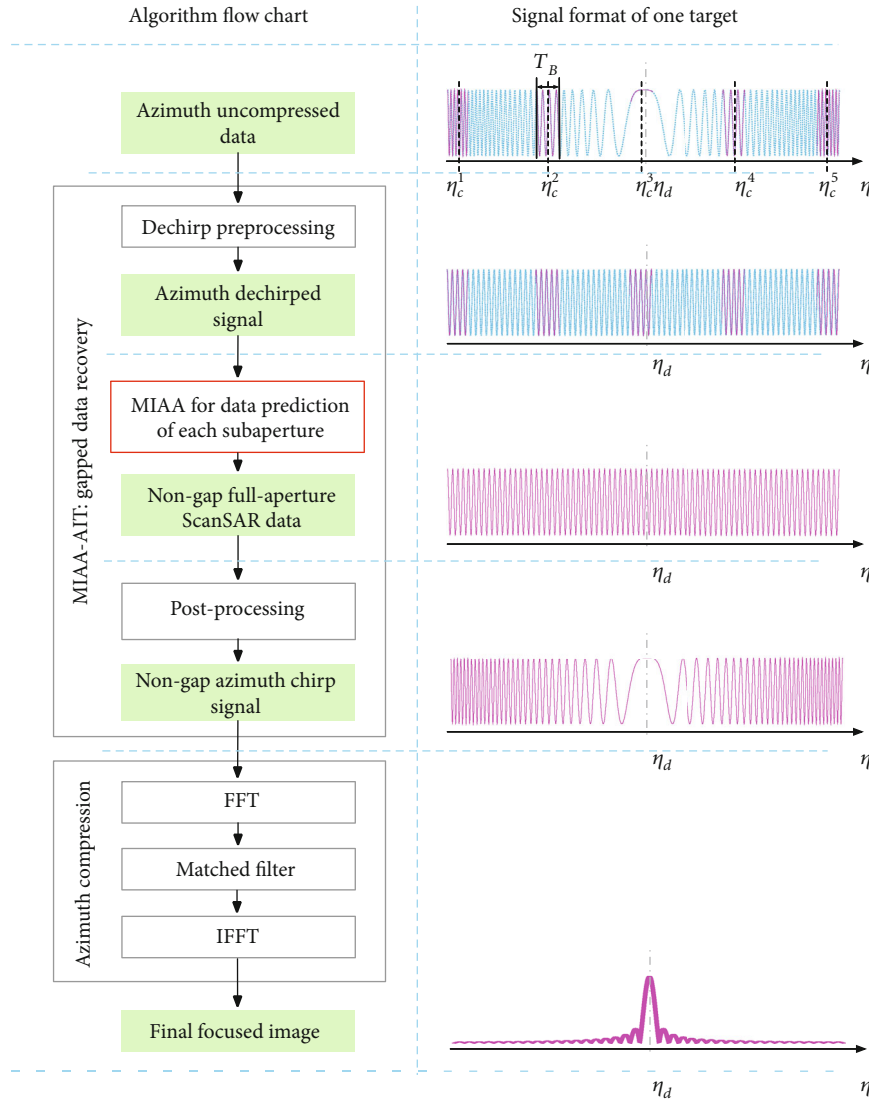 Algorithm flow chart
Signal format of one target
Azimuth uncompressed
data
T_B
η_c^1
η_c^2
η_c^3 η_d
η_c^4
η_c^5
η
MIAA-AIT: gapped data recovery
Dechirp preprocessing
Azimuth dechirped
signal
η_d
η
MIAA for data prediction
of each subaperture
Non-gap full-aperture
ScanSAR data
η_d
η
Post-processing
Non-gap azimuth chirp
signal
η_d
η
Azimuth compression
FFT
Matched filter
IFFT
Final focused image
η_d
η